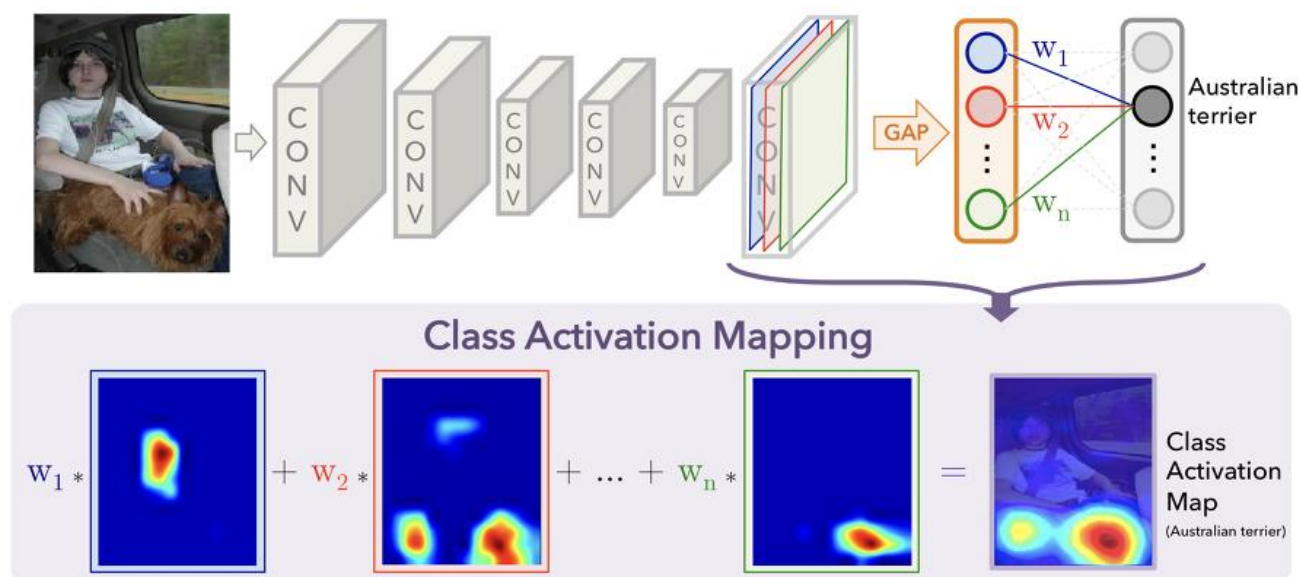 CONV
CONV
CONV
CONV
CONV
CONV
GAP
w₁
w₂
⋮
wₙ
⋮
Australian
terrier
Class Activation Mapping
w₁ * + w₂ * + ... + wₙ * =
Class
Activation
Map
(Australian terrier)